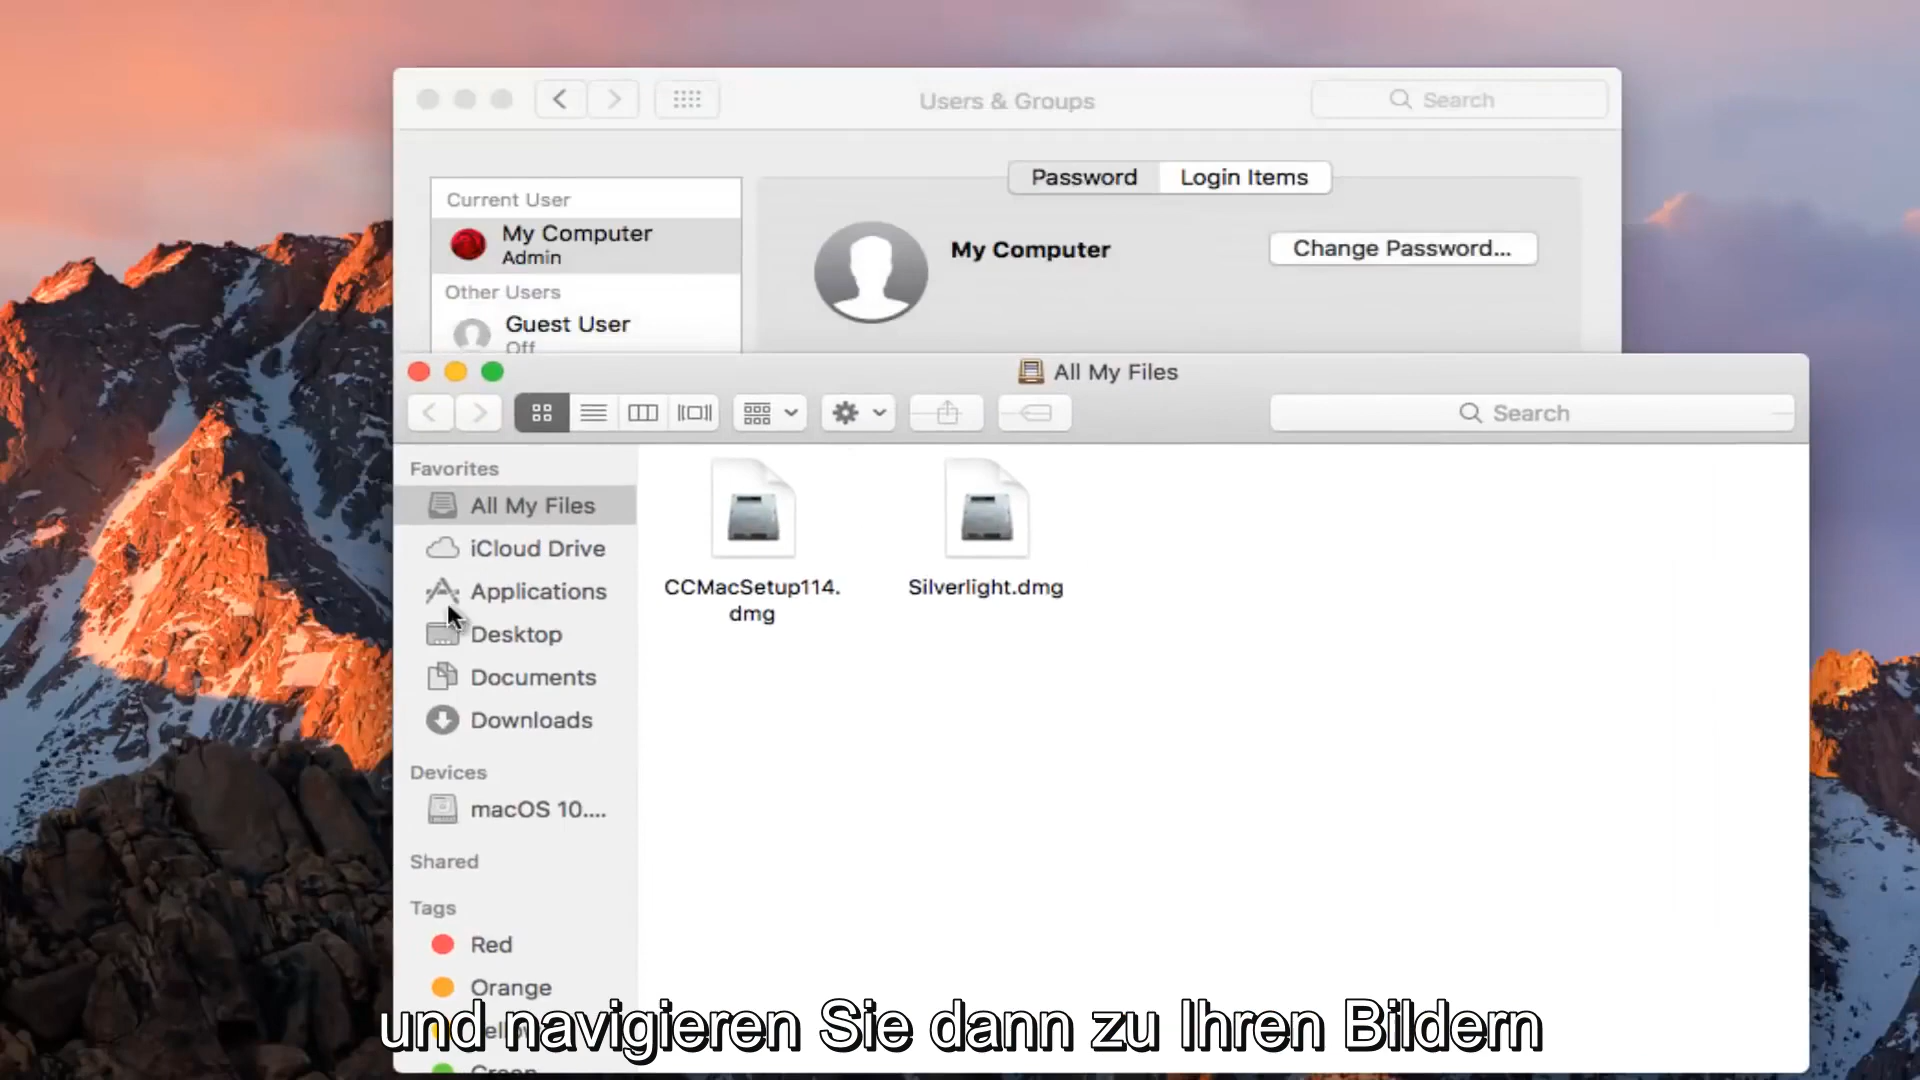 Users & Groups
Search
Password
Login Items
Current User
My Computer
Admin
My Computer
Change Password...
Other Users
Guest User
Off
All My Files
Search
Favorites
All My Files
iCloud Drive
Applications
Desktop
Documents
Downloads
CCMacSetup114.
dmg
Silverlight.dmg
Devices
macOS 10....
Shared
Tags
Red
Orange
und navigieren Sie dann zu Ihren Bildern
Green